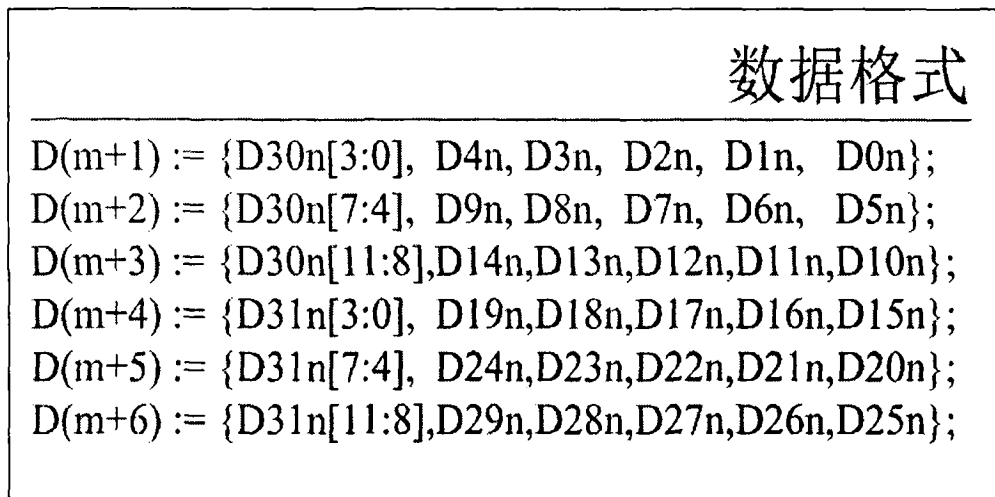 数据格式
D(m+1) := {D30n[3:0], D4n, D3n, D2n, D1n, D0n};
D(m+2) := {D30n[7:4], D9n, D8n, D7n, D6n, D5n};
D(m+3) := {D30n[11:8],D14n,D13n,D12n,D11n,D10n};
D(m+4) := {D31n[3:0], D19n,D18n,D17n,D16n,D15n};
D(m+5) := {D31n[7:4], D24n,D23n,D22n,D21n,D20n};
D(m+6) := {D31n[11:8],D29n,D28n,D27n,D26n,D25n};